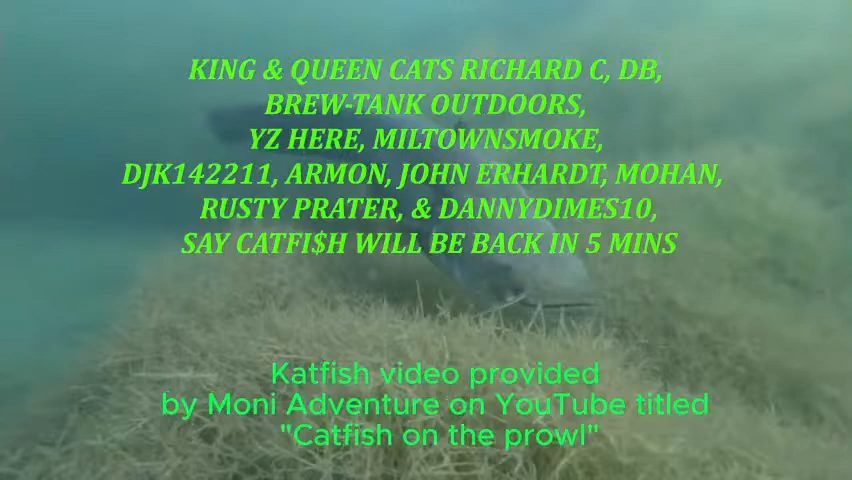 KING & QUEEN CATS RICHARD C, DB,
BREW-TANK OUTDOORS,
YZ HERE, MILTOWNSMOKE,
DJK142211, ARMON, JOHN ERHARDT, MOHAN,
RUSTY PRATER, & DANNYDIMES10,
SAY CATFI$H WILL BE BACK IN 5 MINS
Katfish video provided
by Moni Adventure on YouTube titled
"Catfish on the prowl"